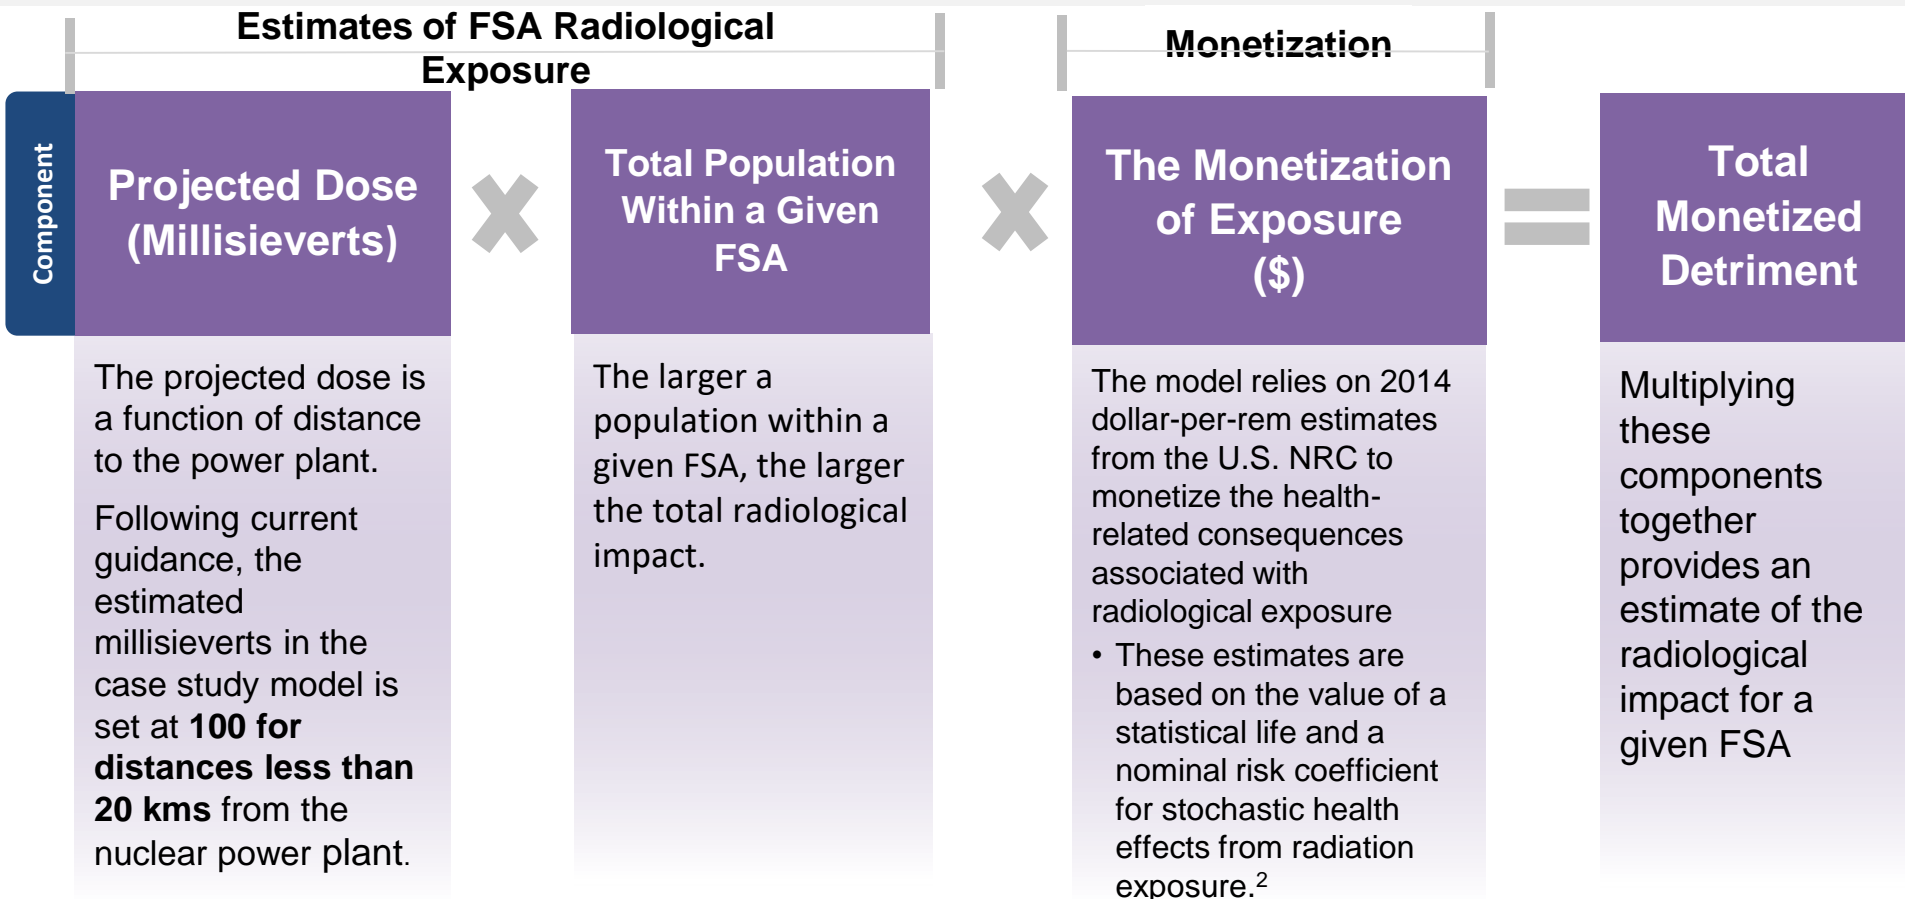 Estimates of FSA Radiological
Exposure
Monetization
Component
Projected Dose
(Millisieverts)
Total Population
Within a Given
FSA
The Monetization
of Exposure
($)
Total
Monetized
Detriment
The projected dose is
a function of distance
to the power plant.
Following current
guidance, the
estimated
millisieverts in the
case study model is
set at 100 for
distances less than
20 kms from the
nuclear power plant.
The larger a
population within a
given FSA, the larger
the total radiological
impact.
The model relies on 2014
dollar-per-rem estimates
from the U.S. NRC to
monetize the health-
related consequences
associated with
radiological exposure
• These estimates are
based on the value of a
statistical life and a
nominal risk coefficient
for stochastic health
effects from radiation
exposure.2
Multiplying
these
components
together
provides an
estimate of the
radiological
impact for a
given FSA